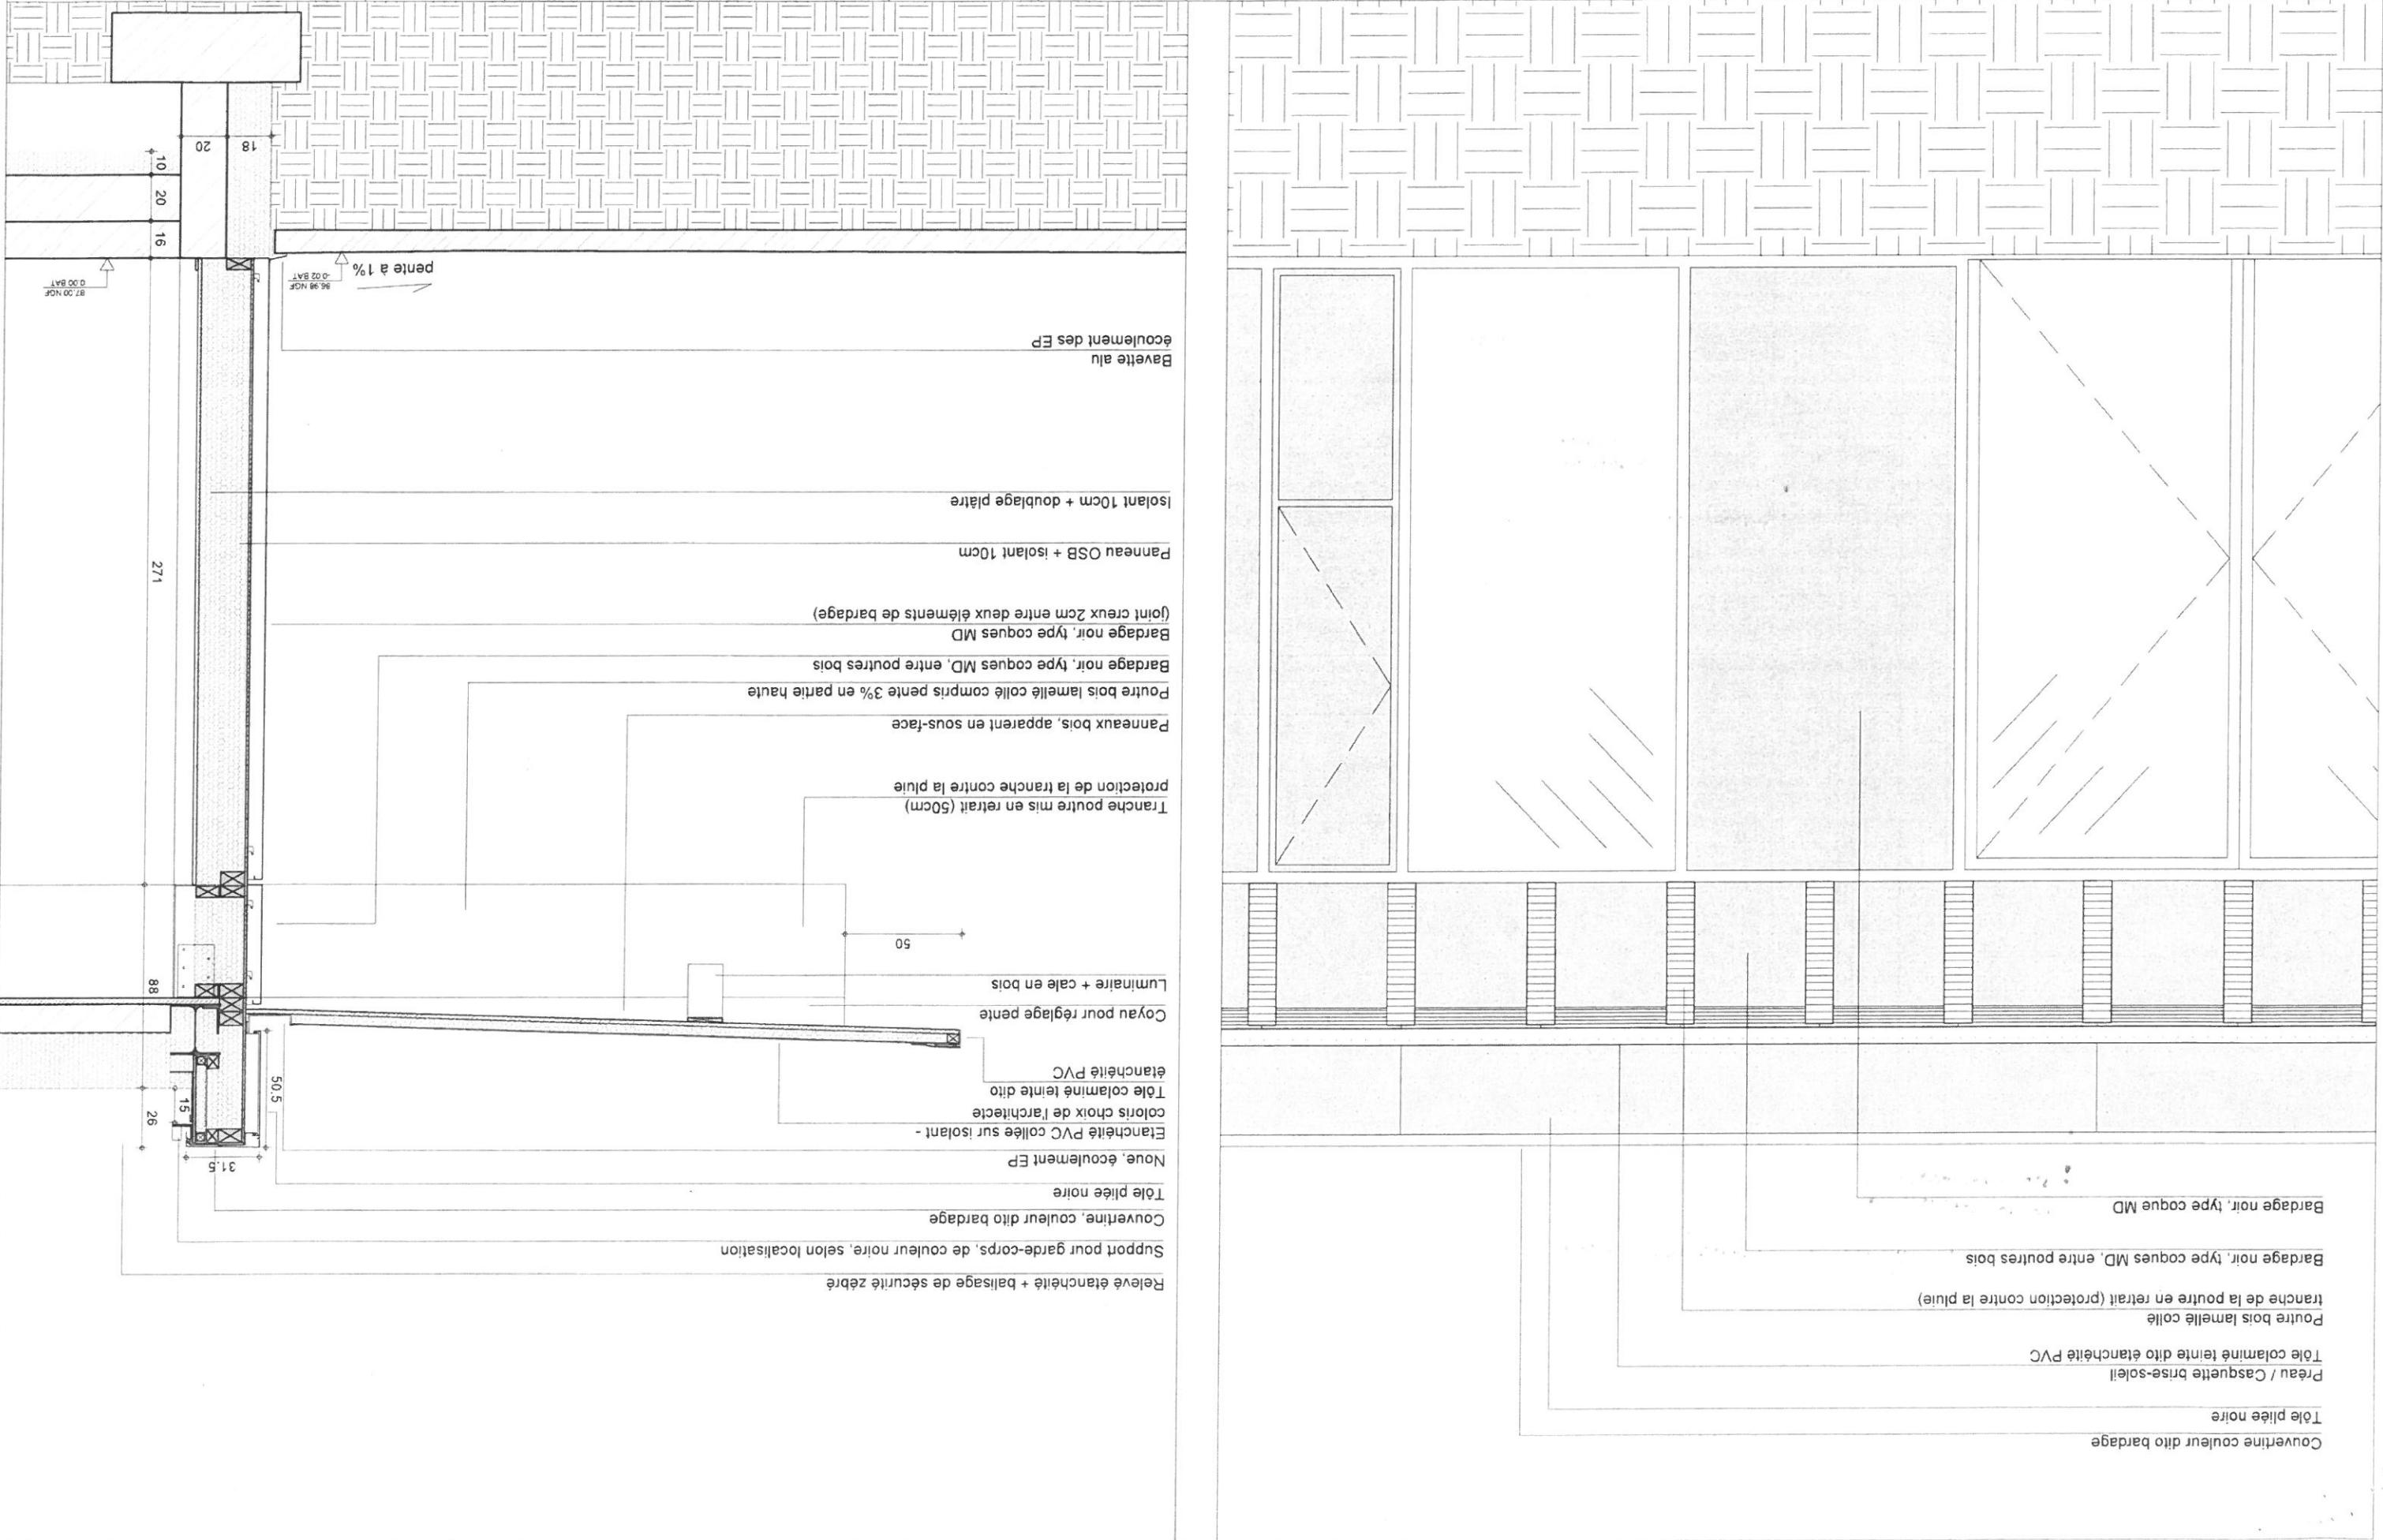 Couvertine couleur dito bardage
Tôle pliée noire
Préau / Casquette brise-soleil
Tôle colaminé teinte dito étanchéité PVC
Poutre bois lamellé collé
tranche de la poutre en retrait (protection contre la pluie)
Bardage noir, type coques MD, entre poutres bois
Bardage noir, type coque MD
Relevé étanchéité + balisage de sécurité zébré
Support pour garde-corps, de couleur noire, selon localisation
Couvertine, couleur dito bardage
Tôle pliée noire
Noue, écoulement EP
Etanchéité PVC collée sur isolant -
coloris choix de l'architecte
Tôle colaminé teinte dito
étanchéité PVC
Coyau pour réglage pente
Luminaire + cale en bois
Tranche poutre mis en retrait (50cm)
protection de la tranche contre la pluie
Panneaux bois, apparent en sous-face
Poutre bois lamellé collé compris pente 3% en partie haute
Bardage noir, type coques MD, entre poutres bois
Bardage noir, type coques MD
(joint creux 2cm entre deux éléments de bardage)
Panneau OSB + isolant 10cm
Isolant 10cm + doublage plâtre
Bavette alu
écoulement des EP
31.5
26
15
50,5
88
50
271
pente à 1%
86.98 NGF
-0.02 BAT
87.00 NGF
0.00 BAT
16
20
10
18
20